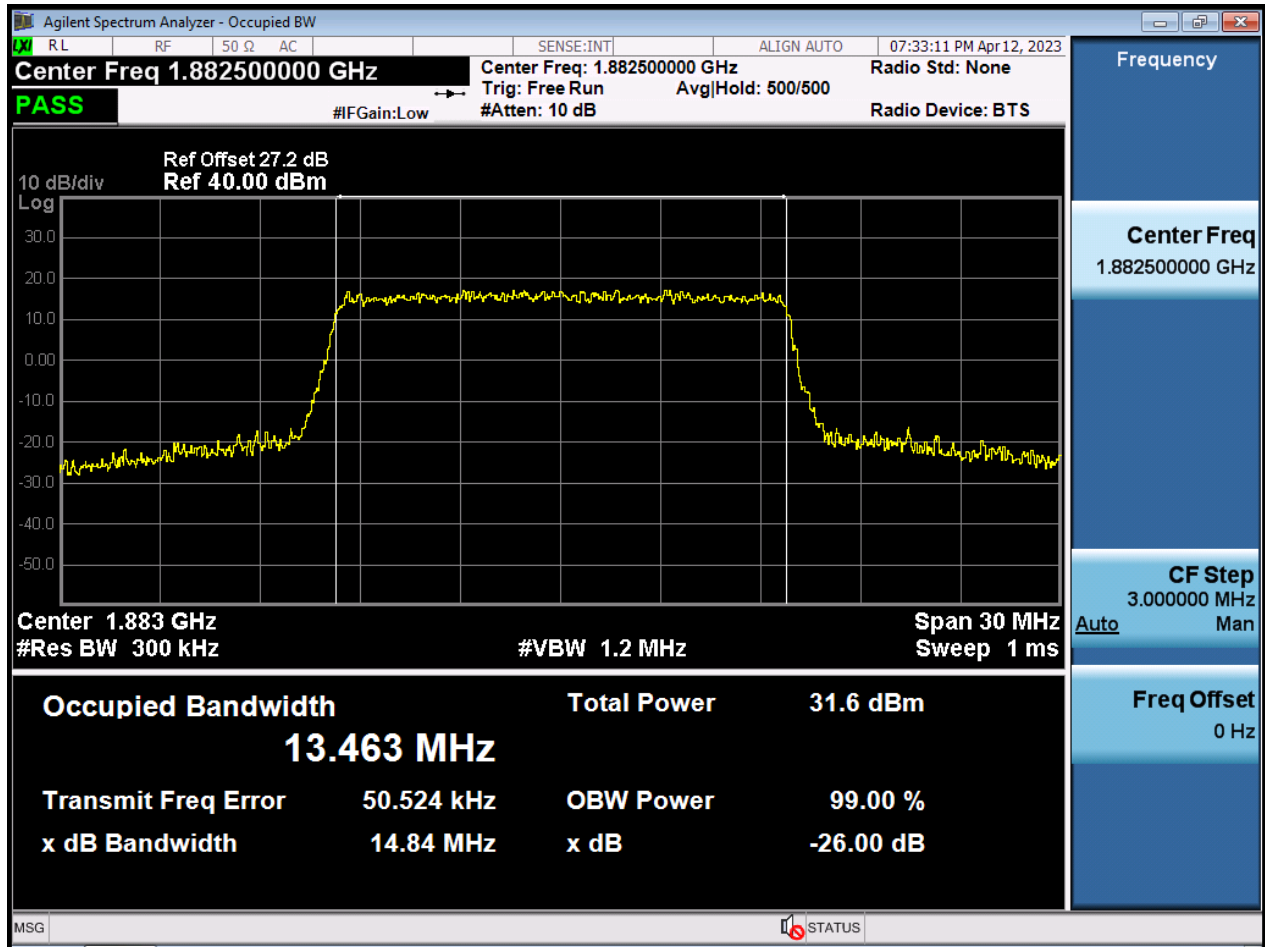 Agilent Spectrum Analyzer - Occupied BW
LXI RL RF 50 Ω AC SENSE:INT ALIGN AUTO 07:33:11 PM Apr 12, 2023
Center Freq 1.882500000 GHz
PASS
#IFGain:Low
Center Freq: 1.882500000 GHz
Trig: Free Run Avg|Hold: 500/500
#Atten: 10 dB
Radio Std: None
Radio Device: BTS
Ref Offset 27.2 dB
10 dB/div Ref 40.00 dBm
Log
30.0
20.0
10.0
0.00
-10.0
-20.0
-30.0
-40.0
-50.0
Center 1.883 GHz Span 30 MHz
#Res BW 300 kHz #VBW 1.2 MHz Sweep 1 ms
Occupied Bandwidth Total Power 31.6 dBm
13.463 MHz
Transmit Freq Error 50.524 kHz OBW Power 99.00 %
x dB Bandwidth 14.84 MHz x dB -26.00 dB
Frequency
Center Freq
1.882500000 GHz
CF Step
3.000000 MHz
Auto Man
Freq Offset
0 Hz
MSG STATUS